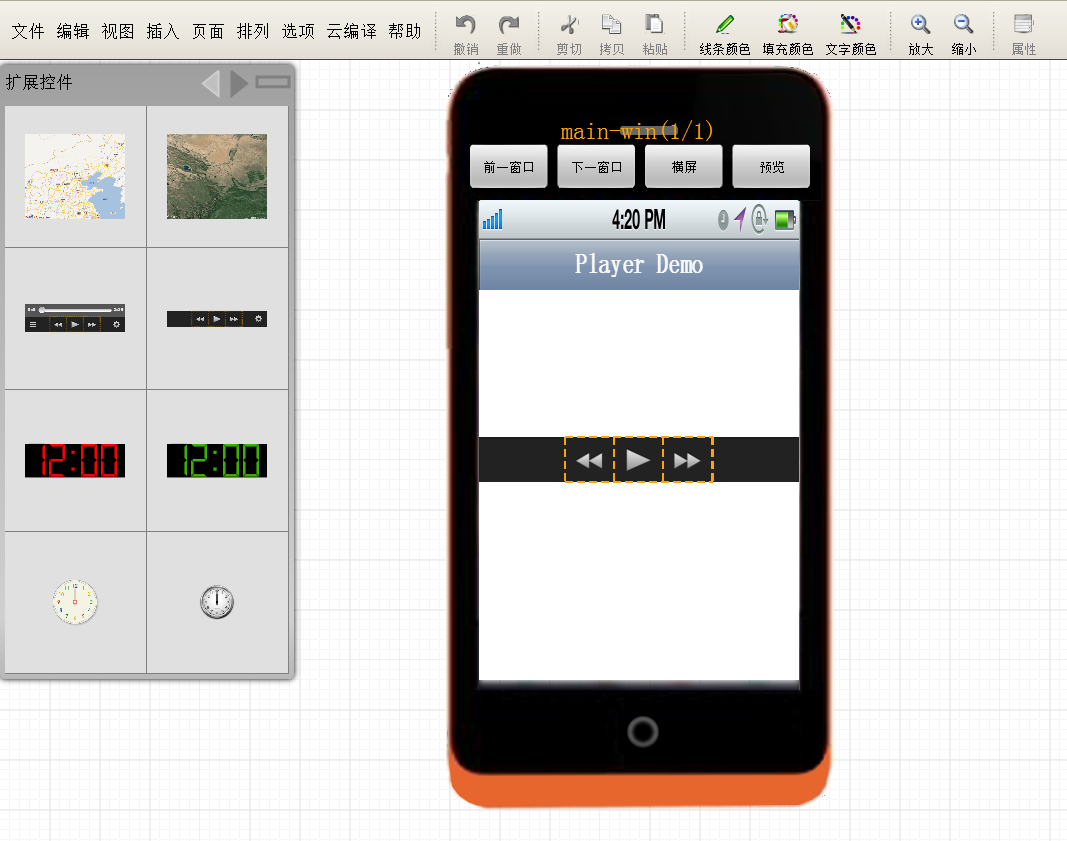 文件 编辑 视图 插入 页面 排列 选项 云编译 帮助
撤销 重做 剪切 拷贝 粘贴 线条颜色 填充颜色 文字颜色 放大 缩小 属性
扩展控件
main-win(1/1)
前一窗口 下一窗口 横屏 预览
4:20 PM
Player Demo
12:00 12:00